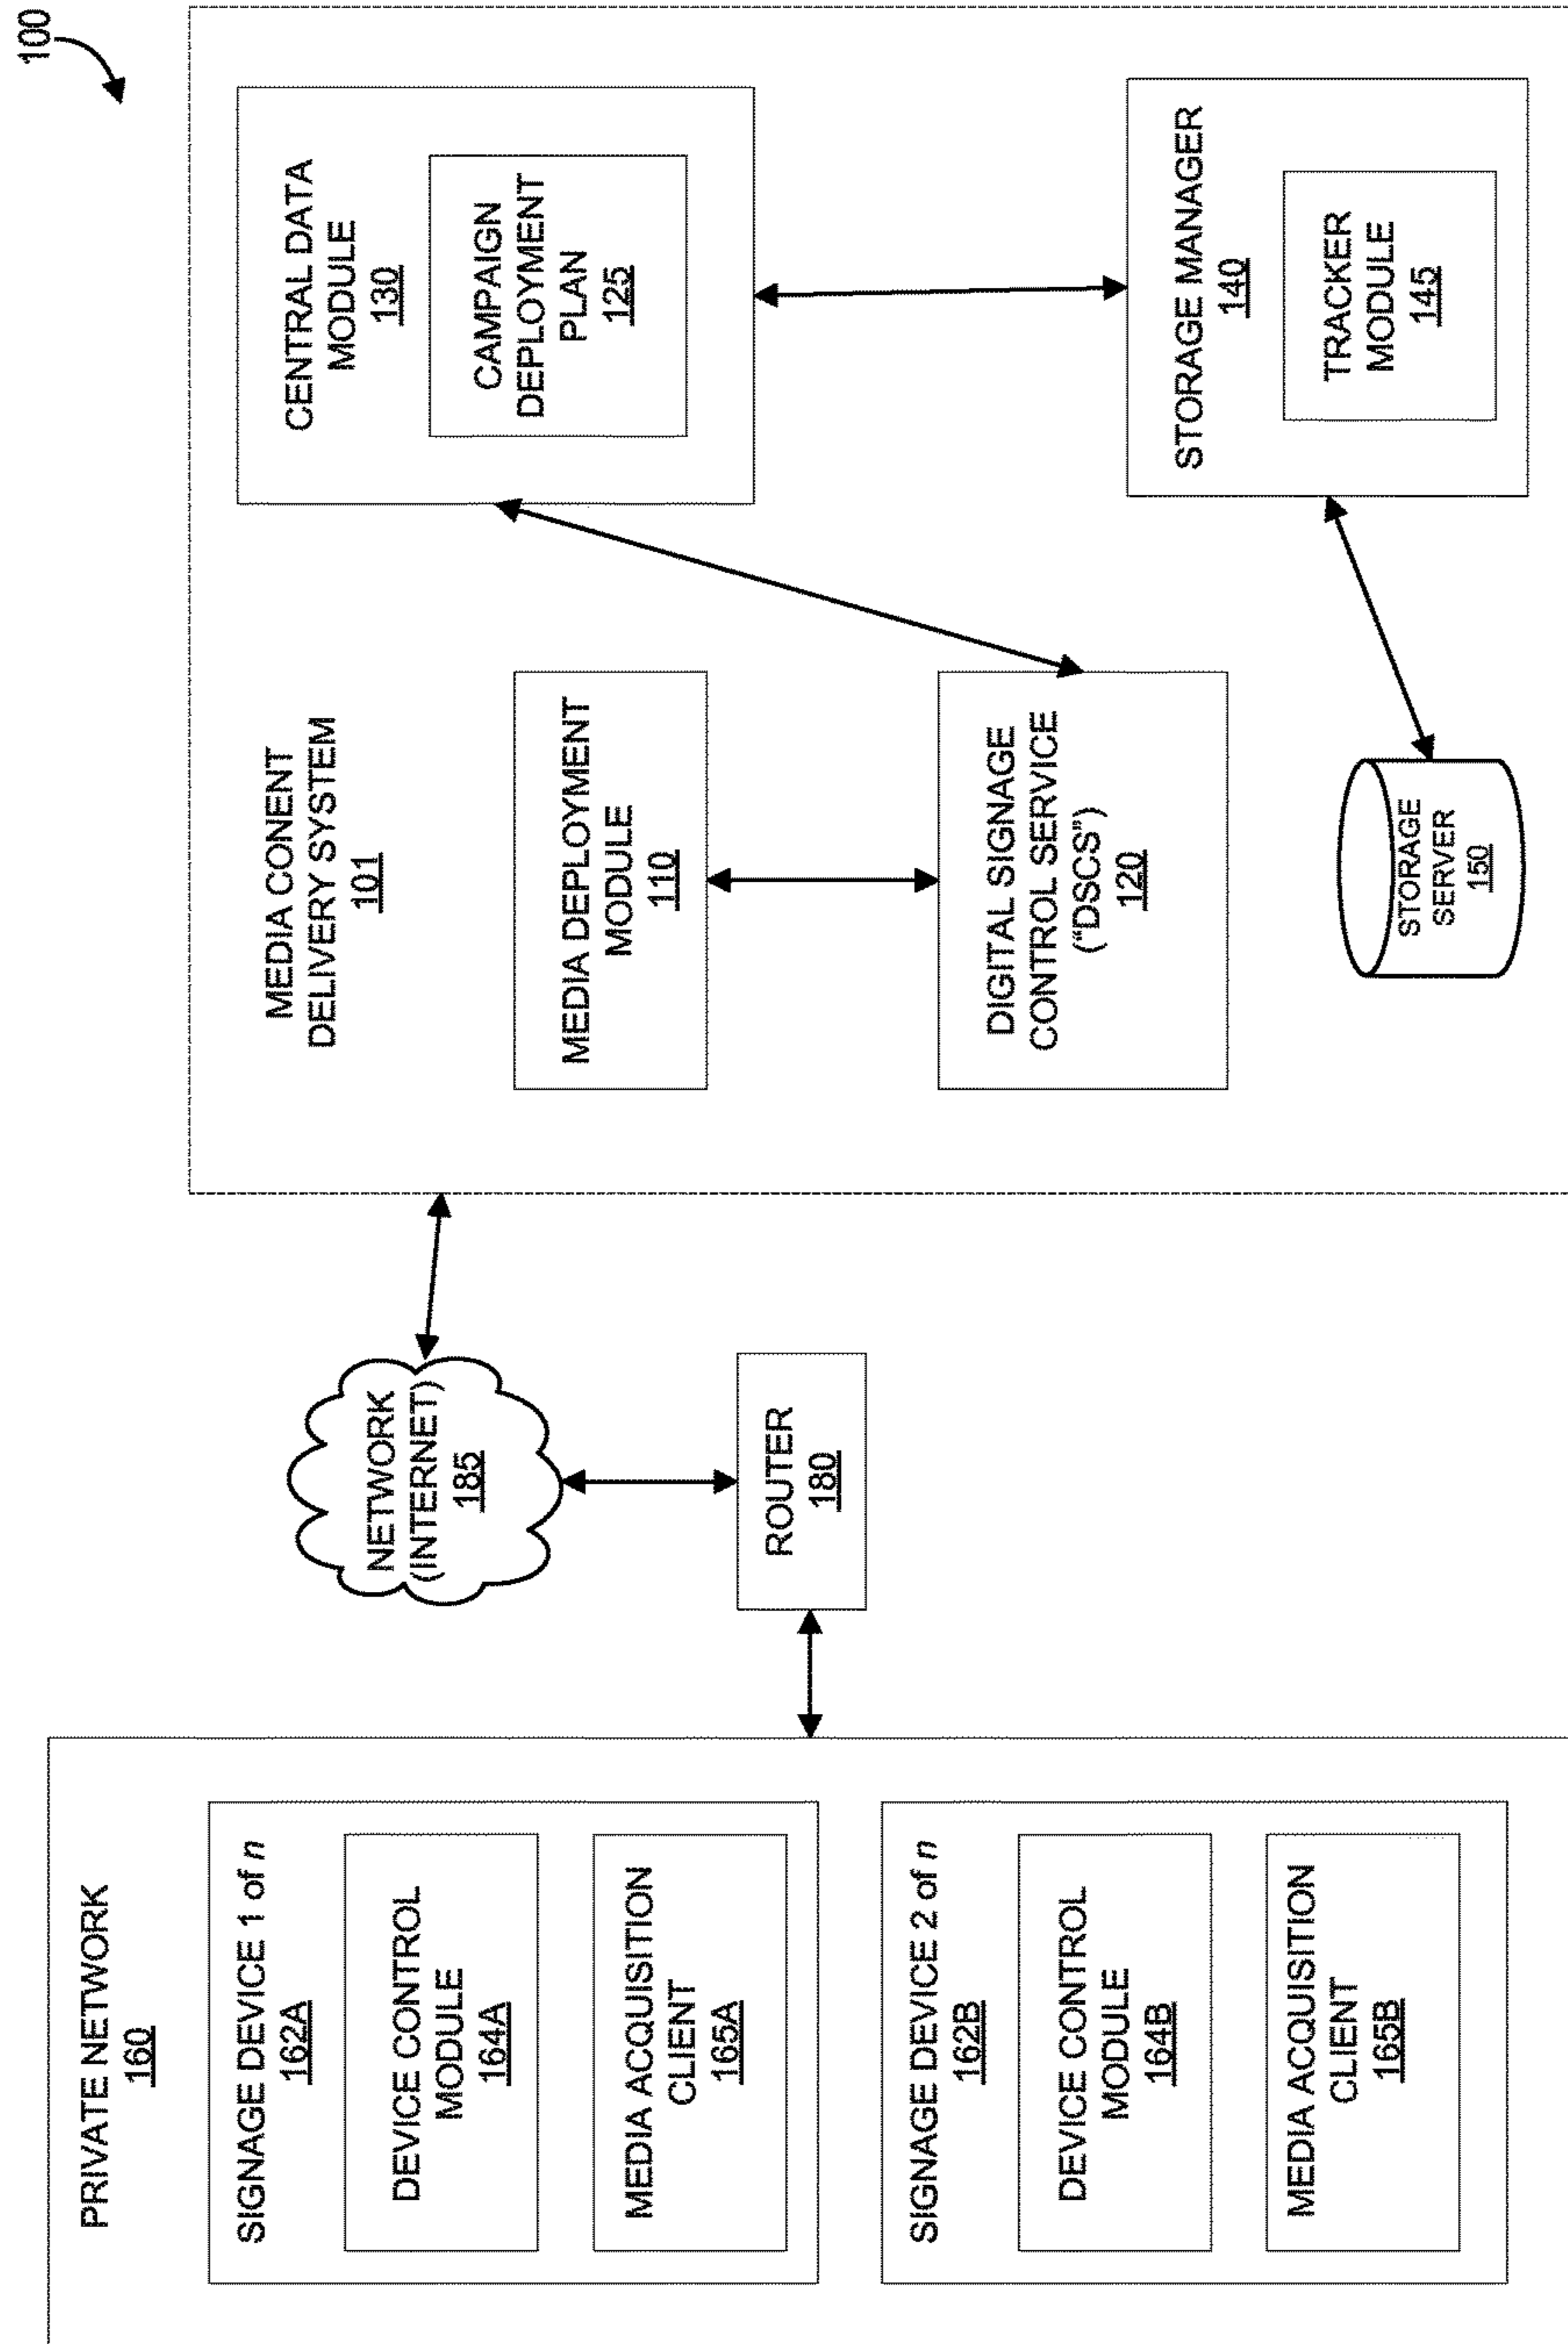 100
PRIVATE NETWORK
160
SIGNAGE DEVICE 1 of n
162A
DEVICE CONTROL
MODULE
164A
MEDIA ACQUISITION
CLIENT
165A
SIGNAGE DEVICE 2 of n
162B
DEVICE CONTROL
MODULE
164B
MEDIA ACQUISITION
CLIENT
165B
NETWORK
(INTERNET)
185
ROUTER
180
MEDIA CONENT
DELIVERY SYSTEM
101
MEDIA DEPLOYMENT
MODULE
110
DIGITAL SIGNAGE
CONTROL SERVICE
("DSCS")
120
STORAGE
SERVER
150
CENTRAL DATA
MODULE
130
CAMPAIGN
DEPLOYMENT
PLAN
125
STORAGE MANAGER
140
TRACKER
MODULE
145